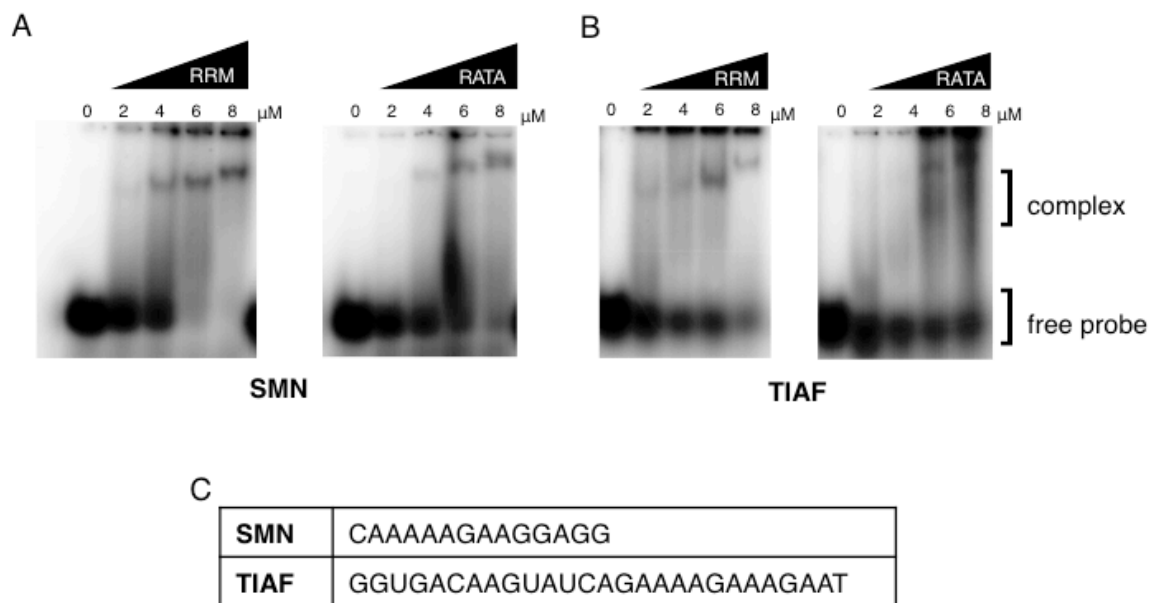 A
B
RRM
RATA
RRM
RATA
0 2 4 6 8 μM
0 2 4 6 8 μM
0 2 4 6 8 μM
0 2 4 6 8 μM
complex
free probe
SMN
TIAF
C
SMN CAAAAAGAAGGAGG
TIAF GGUGACAAGUAUCAGAAAAGAAAGAAT